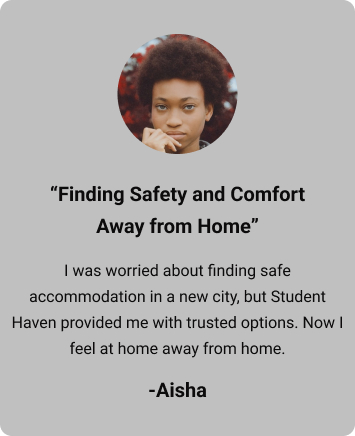 “Finding Safety and Comfort
Away from Home”
I was worried about finding safe
accommodation in a new city, but Student
Haven provided me with trusted options. Now I
feel at home away from home.
-Aisha